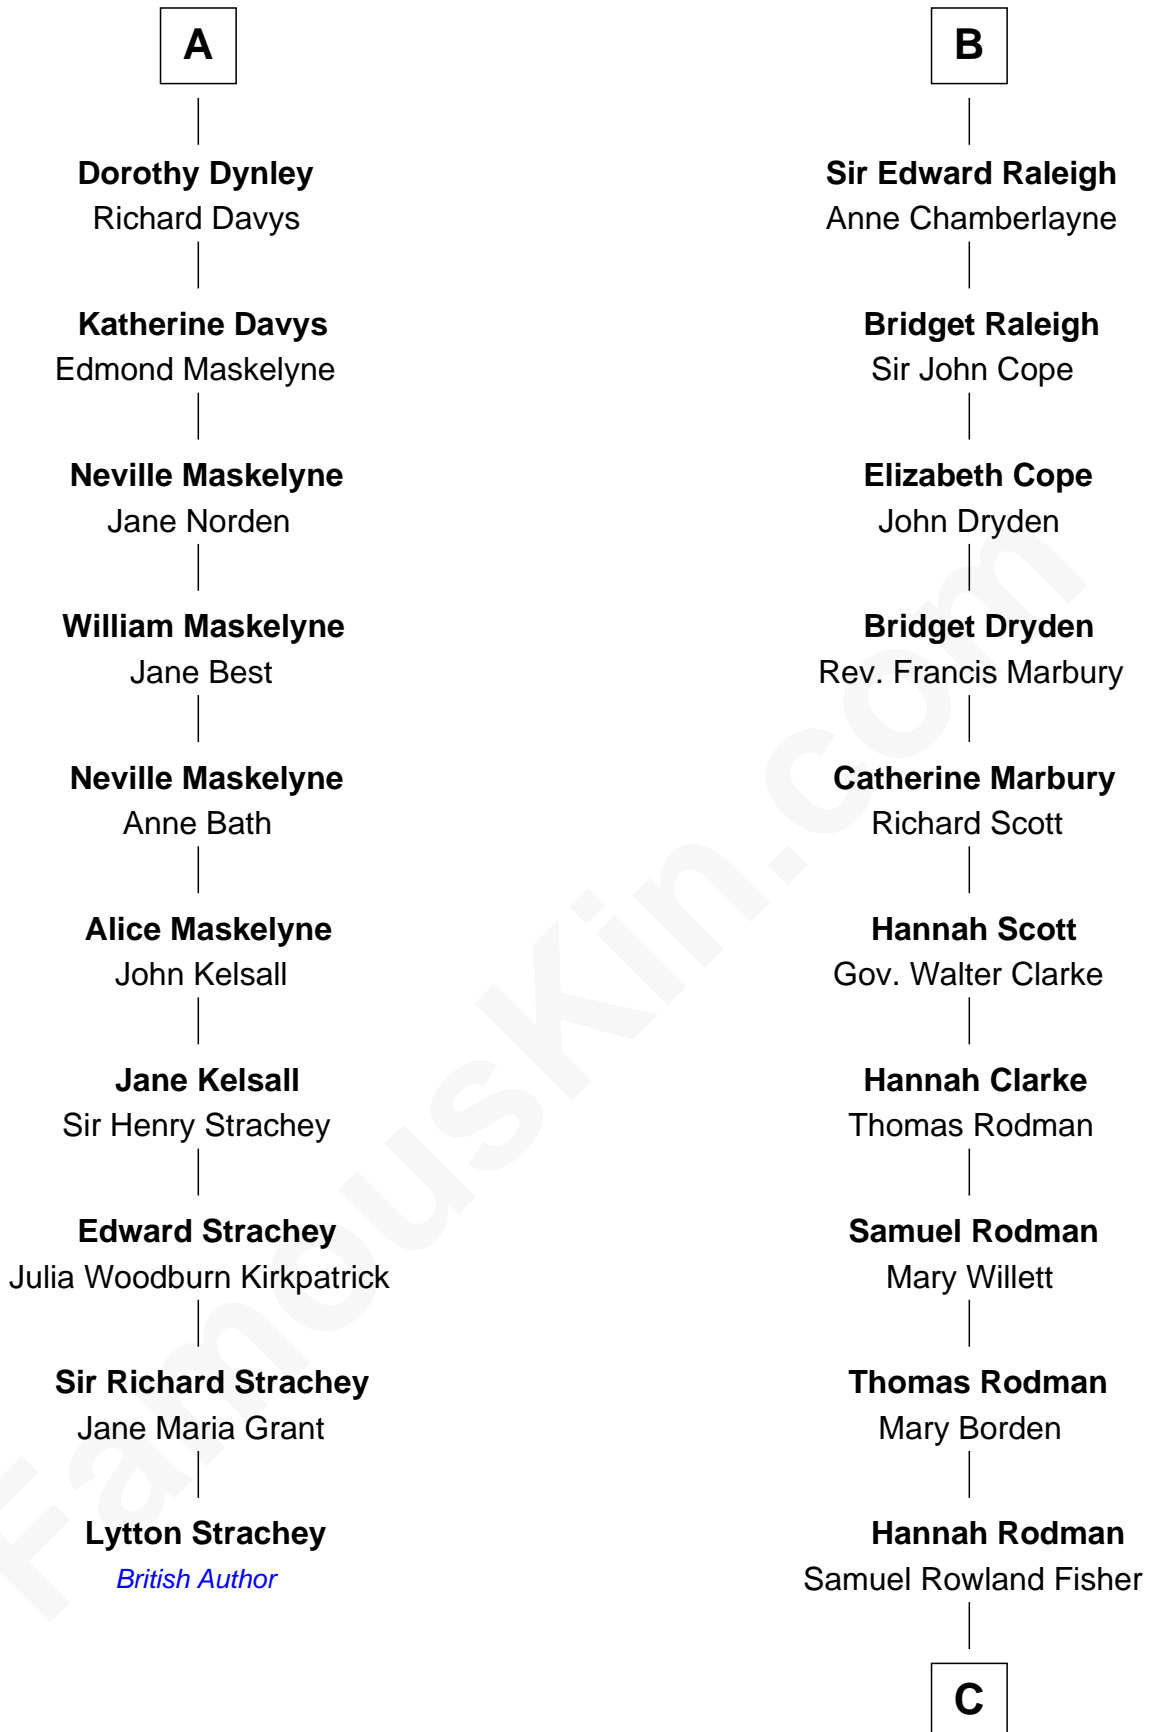 A
Dorothy Dynley
Richard Davys
Katherine Davys
Edmond Maskelyne
Neville Maskelyne
Jane Norden
William Maskelyne
Jane Best
Neville Maskelyne
Anne Bath
Alice Maskelyne
John Kelsall
Jane Kelsall
Sir Henry Strachey
Edward Strachey
Julia Woodburn Kirkpatrick
Sir Richard Strachey
Jane Maria Grant
Lytton Strachey
British Author
B
Sir Edward Raleigh
Anne Chamberlayne
Bridget Raleigh
Sir John Cope
Elizabeth Cope
John Dryden
Bridget Dryden
Rev. Francis Marbury
Catherine Marbury
Richard Scott
Hannah Scott
Gov. Walter Clarke
Hannah Clarke
Thomas Rodman
Samuel Rodman
Mary Willett
Thomas Rodman
Mary Borden
Hannah Rodman
Samuel Rowland Fisher
C
FamousKin.com